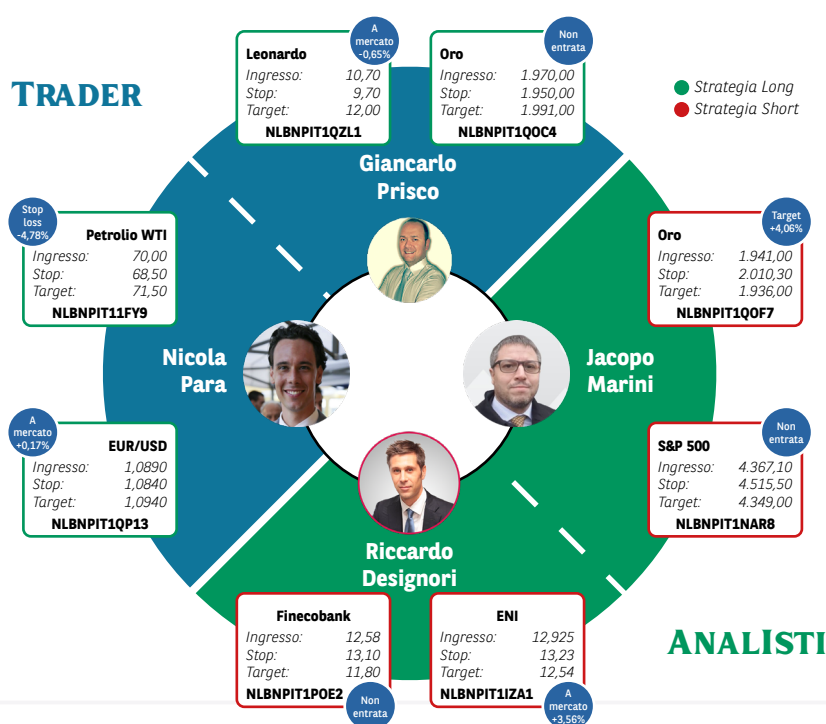 TRADER
Leonardo
Ingresso: 10,70
Stop: 9,70
Target: 12,00
NLBNPIT1QZL1
A
mercato
-0,65%
Oro
Ingresso: 1.970,00
Stop: 1.950,00
Target: 1.991,00
NLBNPIT1QOC4
Non
entrata
Strategia Long
Strategia Short
Giancarlo
Prisco
Stop
loss
-4,78%
Petrolio WTI
Ingresso: 70,00
Stop: 68,50
Target: 71,50
NLBNPIT11FY9
Target
+4,06%
Oro
Ingresso: 1.941,00
Stop: 2.010,30
Target: 1.936,00
NLBNPIT1QOF7
Nicola
Para
Jacopo
Marini
A
mercato
+0,17%
EUR/USD
Ingresso: 1,0890
Stop: 1,0840
Target: 1,0940
NLBNPIT1QP13
Non
entrata
S&P 500
Ingresso: 4.367,10
Stop: 4.515,50
Target: 4.349,00
NLBNPIT1NAR8
Riccardo
Designori
Finecobank
Ingresso: 12,58
Stop: 13,10
Target: 11,80
NLBNPIT1POE2
Non
entrata
ENI
Ingresso: 12,925
Stop: 13,23
Target: 12,54
NLBNPIT1IZA1
A
mercato
+3,56%
ANALISTI